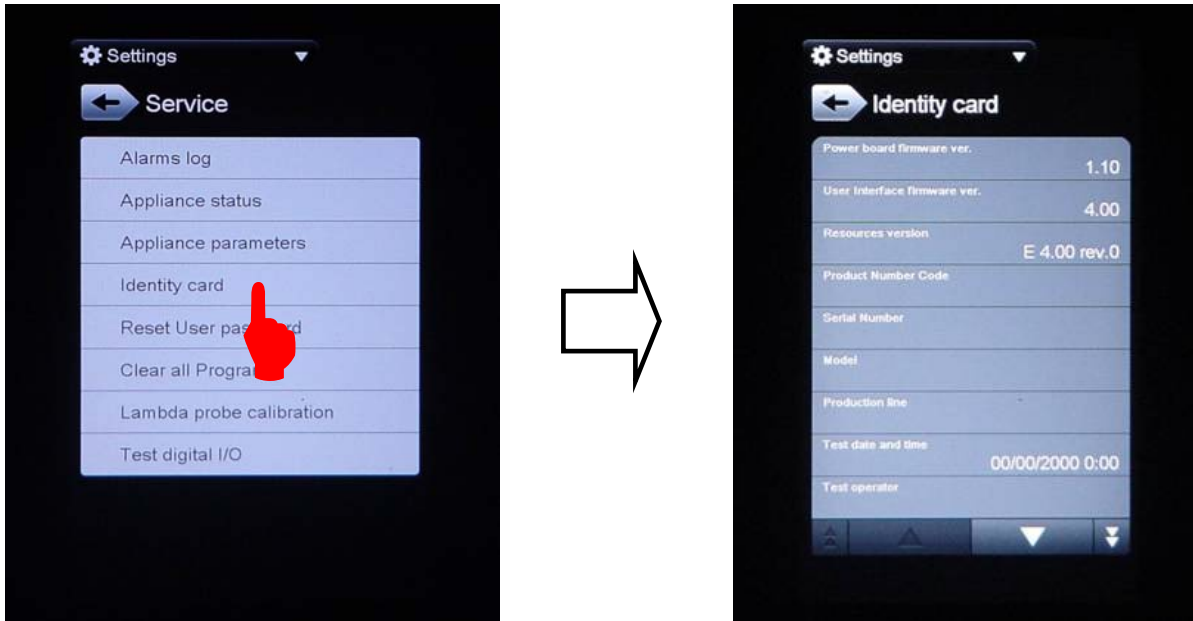 Settings
Service
Alarms log
Appliance status
Appliance parameters
Identity card
Reset User
Clear all
Lambda probe calibration
Test digital I/O
Settings
Identity card
Power board firmware ver.
1.10
User Interface firmware ver.
4.00
Resources version
E 4.00 rev.0
Product Number Code
Serial Number
Model
Production line
Test date and time
00/00/2000 0:00
Test operator